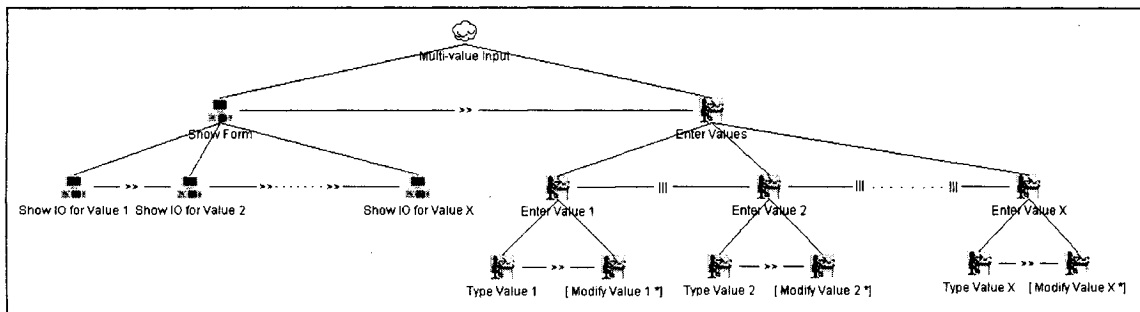 Multi-value Input
>>
Show Form
Enter Values
>> >> >>
||| ||| |||
Show IO for Value 1 Show IO for Value 2 Show IO for Value X
Enter Value 1 Enter Value 2 Enter Value X
>> >> >>
Type Value 1 [ Modify Value 1 *] Type Value 2 [ Modify Value 2 *] Type Value X [ Modify Value X *]